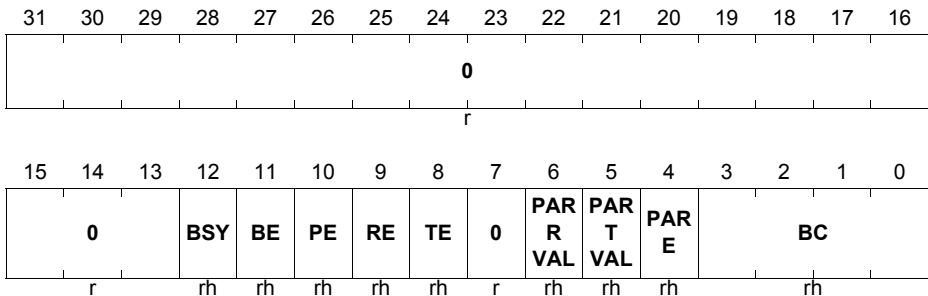 31 30 29 28 27 26 25 24 23 22 21 20 19 18 17 16
0
r
15 14 13 12 11 10 9 8 7 6 5 4 3 2 1 0
0 BSY BE PE RE TE 0 PAR R VAL PAR T VAL PAR E BC
r rh rh rh rh rh r rh rh rh rh